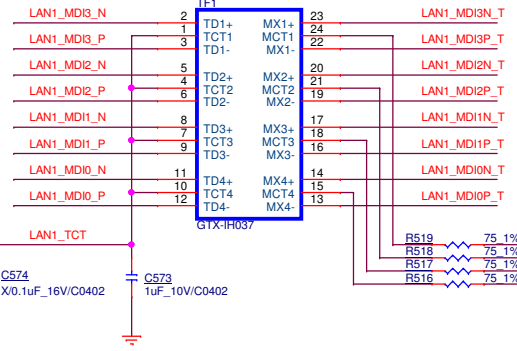 TF1
LAN1_MDI3_N 2 TD1+ MX1+ 23 LAN1_MDI3N_T
1 TCT1 MCT1 24
LAN1_MDI3_P 3 TD1- MX1- 22 LAN1_MDI3P_T
LAN1_MDI2_N 5 TD2+ MX2+ 20 LAN1_MDI2N_T
4 TCT2 MCT2 21
LAN1_MDI2_P 6 TD2- MX2- 19 LAN1_MDI2P_T
LAN1_MDI1_N 8 TD3+ MX3+ 17 LAN1_MDI1N_T
7 TCT3 MCT3 18
LAN1_MDI1_P 9 TD3- MX3- 16 LAN1_MDI1P_T
LAN1_MDI0_N 11 TD4+ MX4+ 14 LAN1_MDI0N_T
10 TCT4 MCT4 15
LAN1_MDI0_P 12 TD4- MX4- 13 LAN1_MDI0P_T
GTX-IH037
LAN1_TCT
R519 75_1%
R518 75_1%
R517 75_1%
R516 75_1%
C574
X/0.1uF_16V/C0402
C573
1uF_10V/C0402